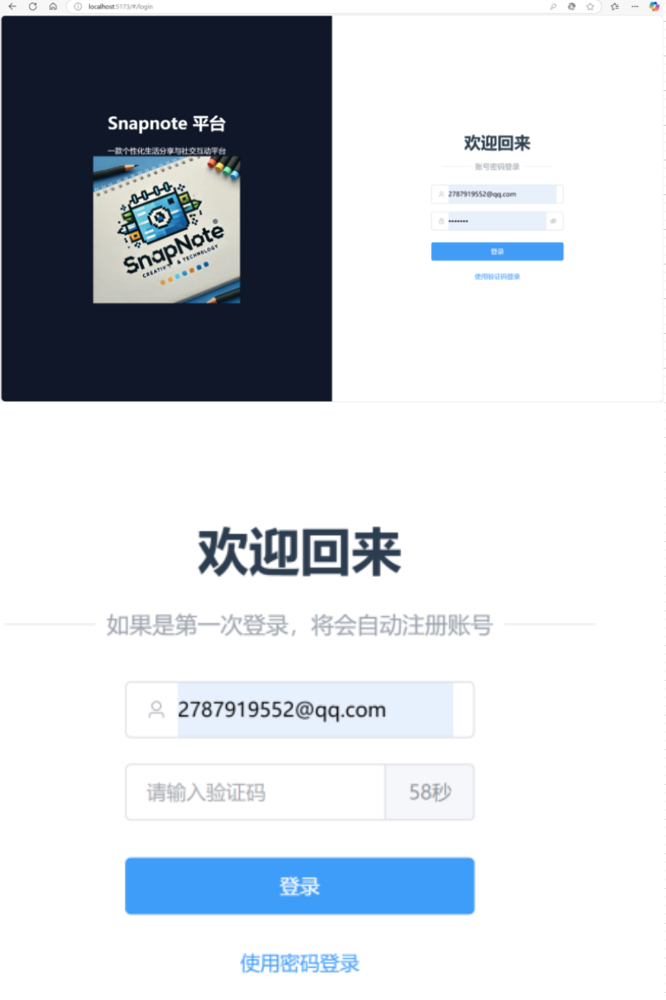 localhost:5173/#/login
Snapnote 平台
一款个性化生活分享与社交互动平台
SnapNote
®
CREATIV & TECHNOLOGY
欢迎回来
账号密码登录
2787919552@qq.com
•••••••
登录
使用验证码登录
欢迎回来
如果是第一次登录，将会自动注册账号
2787919552@qq.com
请输入验证码
58秒
登录
使用密码登录